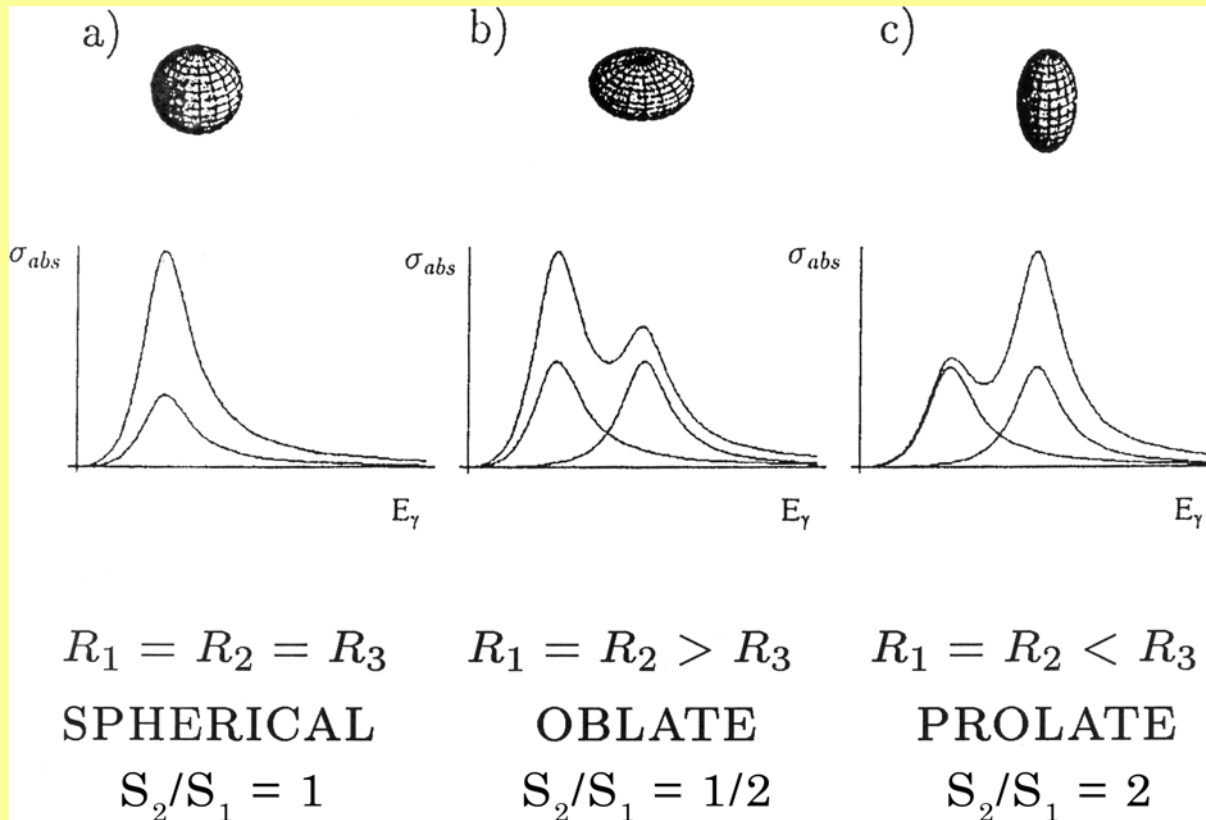 a) b) c)
σabs σabs σabs
Eγ Eγ Eγ
R1 = R2 = R3 R1 = R2 > R3 R1 = R2 < R3
SPHERICAL OBLATE PROLATE
S2/S1 = 1 S2/S1 = 1/2 S2/S1 = 2